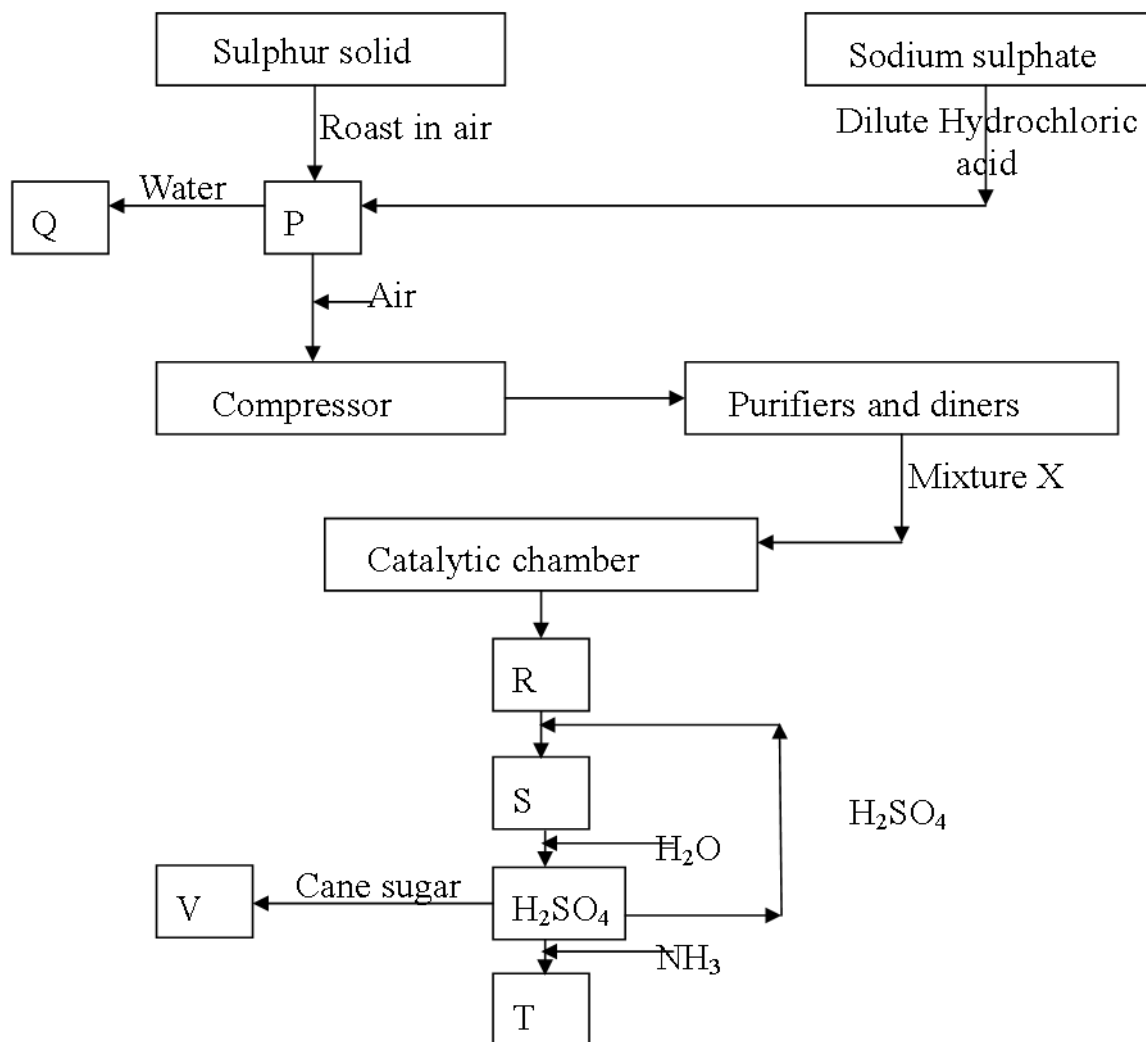 Sulphur solid
Sodium sulphate
Roast in air
Dilute Hydrochloric
acid
Water
Q
P
Air
Compressor
Purifiers and diners
Mixture X
Catalytic chamber
R
S
H₂SO₄
H₂O
V
Cane sugar
H₂SO₄
NH₃
T